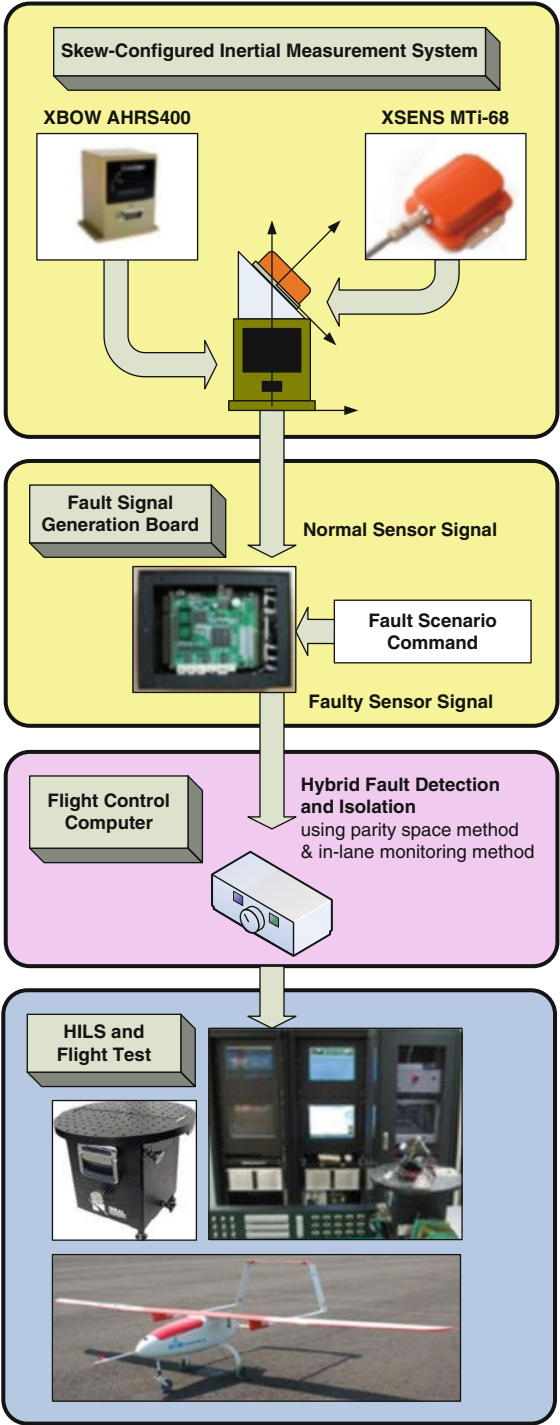 Skew-Configured Inertial Measurement System
XBOW AHRS400
XSENS MTi-68
Fault Signal
Generation Board
Normal Sensor Signal
Fault Scenario
Command
Faulty Sensor Signal
Flight Control
Computer
Hybrid Fault Detection
and Isolation
using parity space method
& in-lane monitoring method
HILS and
Flight Test